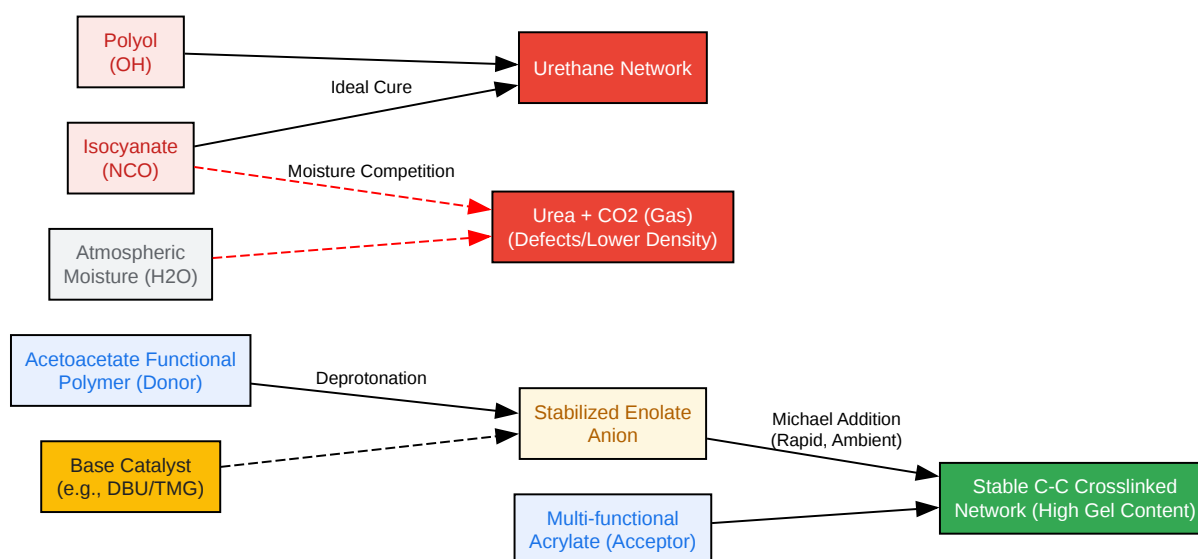 Polyol
(OH)
Urethane Network
Ideal Cure
Isocyanate
(NCO)
Moisture Competition
Urea + CO2 (Gas)
(Defects/Lower Density)
Atmospheric
Moisture (H2O)
Acetoacetate Functional
Polymer (Donor)
Deprotonation
Stabilized Enolate
Anion
Michael Addition
(Rapid, Ambient)
Base Catalyst
(e.g., DBU/TMG)
Stable C-C Crosslinked
Network (High Gel Content)
Multi-functional
Acrylate (Acceptor)